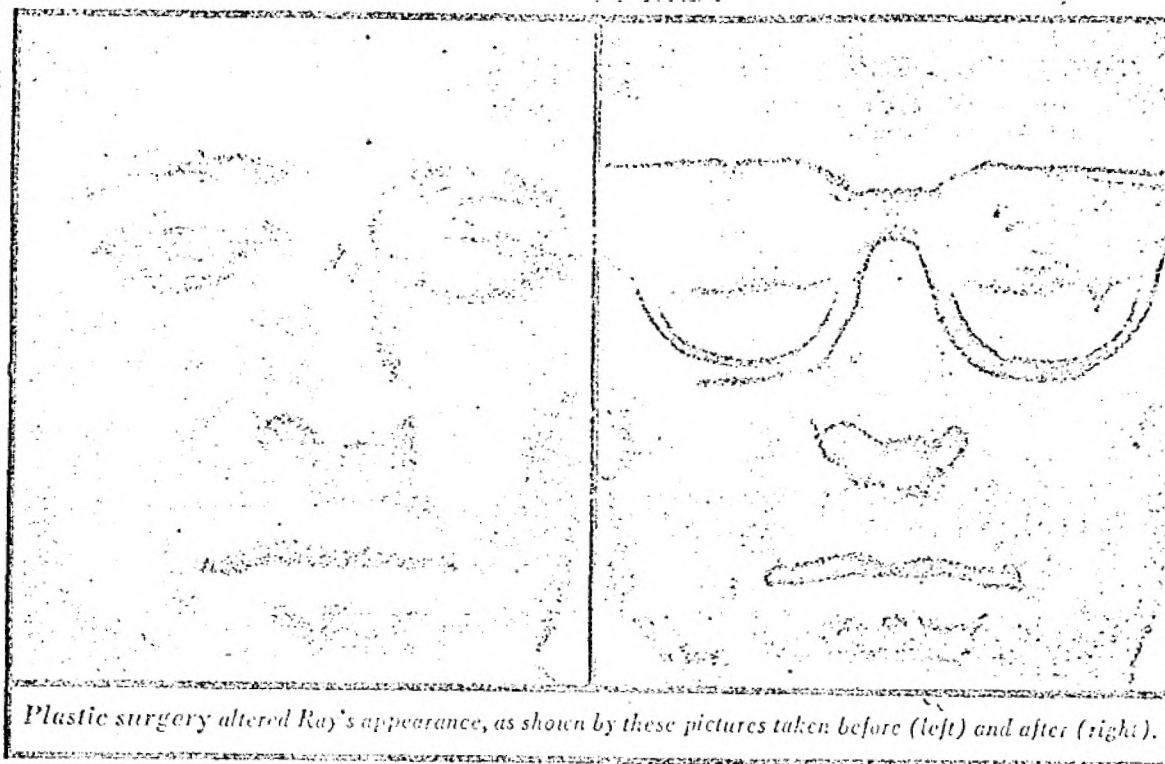 Plastic surgery altered Ray's appearance, as shown by these pictures taken before (left) and after (right).